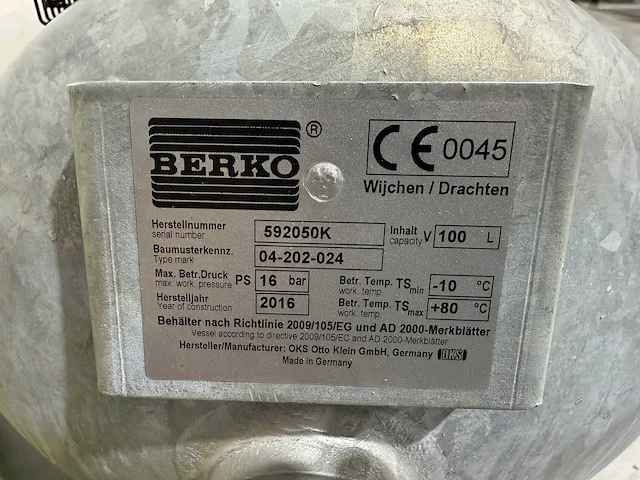 BERKO ®
CE 0045
Wijchen / Drachten
Herstellnummer 592050K Inhalt V 100 L
serial number capacity
Baumusterkennz. 04-202-024
Type mark
Max. Betr.Druck PS 16 bar Betr. Temp. TSmin -10 °C
max. work. pressure work. temp.
Herstelljahr 2016 Betr. Temp. TSmax +80 °C
Year of construction work. temp.
Behälter nach Richtlinie 2009/105/EG und AD 2000-Merkblätter
Vessel according to directive 2009/105/EC and AD 2000-Merkblätter
Hersteller/Manufacturer: OKS Otto Klein GmbH, Germany OKS
Made in Germany